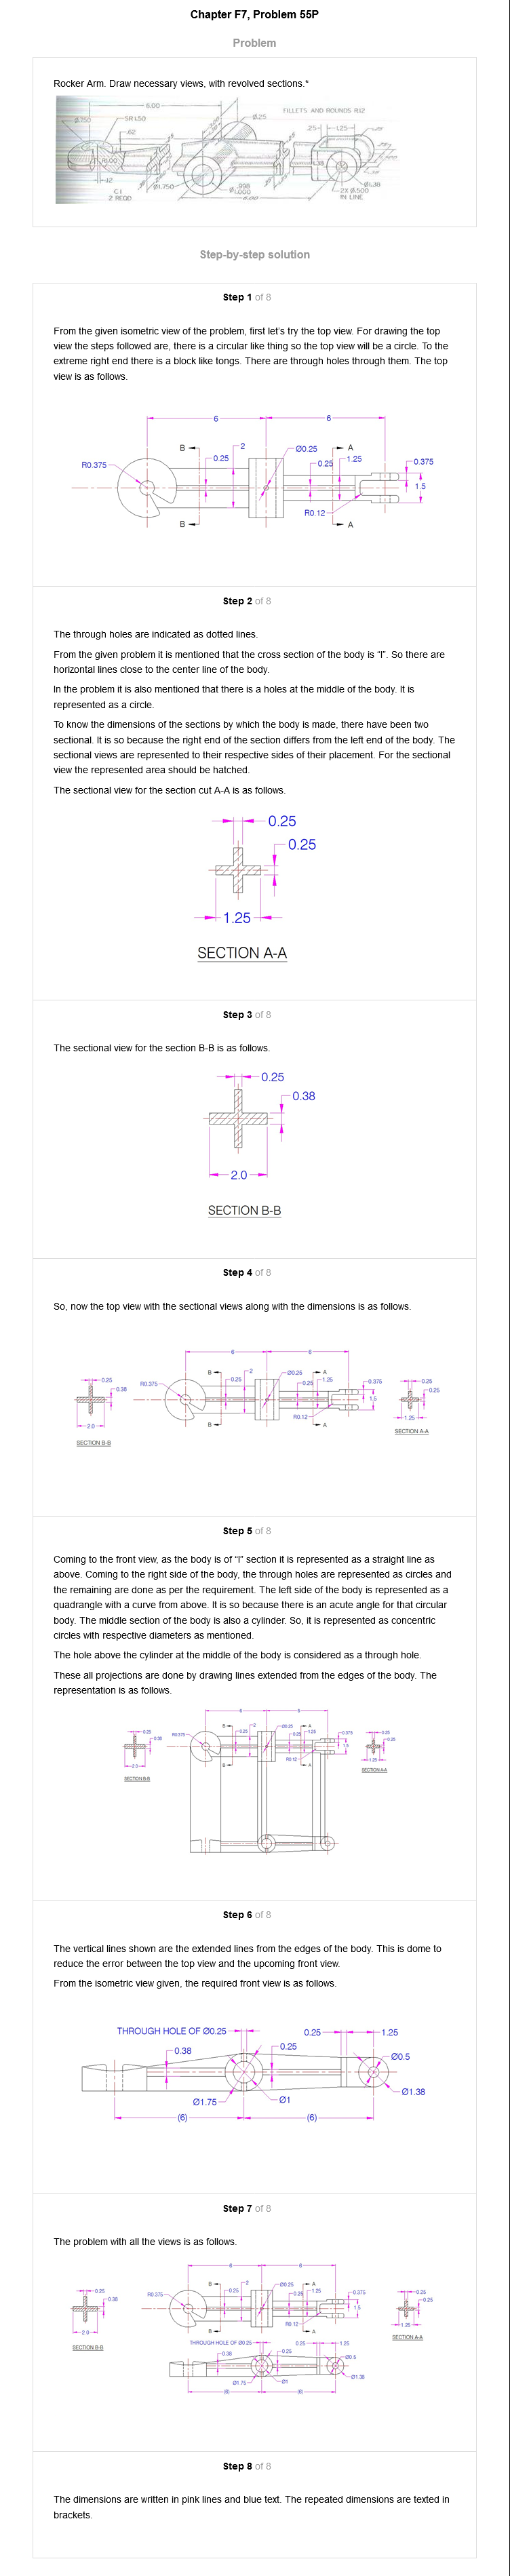 Chapter F7, Problem 55P
Problem
Rocker Arm. Draw necessary views, with revolved sections.*
6.00
SR1.50
.62
Ø.25
FILLETS AND ROUNDS R.12
.25
1.25
R1.00
.12
C.I.
2 REQD
Ø1.750
.998
1.000
6.00
Ø1.38
2X Ø.500
IN LINE
Step-by-step solution
Step 1 of 8
From the given isometric view of the problem, first let's try the top view. For drawing the top
view the steps followed are, there is a circular like thing so the top view will be a circle. To the
extreme right end there is a block like tongs. There are through holes through them. The top
view is as follows.
6
6
B
2
Ø0.25
A
R0.375
0.25
0.25
1.25
0.375
1.5
R0.12
B
A
Step 2 of 8
The through holes are indicated as dotted lines.
From the given problem it is mentioned that the cross section of the body is “I”. So there are
horizontal lines close to the center line of the body.
In the problem it is also mentioned that there is a holes at the middle of the body. It is
represented as a circle.
To know the dimensions of the sections by which the body is made, there have been two
sectional. It is so because the right end of the section differs from the left end of the body. The
sectional views are represented to their respective sides of their placement. For the sectional
view the represented area should be hatched.
The sectional view for the section cut A-A is as follows.
0.25
0.25
1.25
SECTION A-A
Step 3 of 8
The sectional view for the section B-B is as follows.
0.25
0.38
2.0
SECTION B-B
Step 4 of 8
So, now the top view with the sectional views along with the dimensions is as follows.
6
6
B
2
Ø0.25
A
0.25
0.38
R0.375
0.25
0.25
1.25
0.375
1.5
0.25
0.25
2.0
R0.12
1.25
B
A
SECTION B-B
SECTION A-A
Step 5 of 8
Coming to the front view, as the body is of “I” section it is represented as a straight line as
above. Coming to the right side of the body, the through holes are represented as circles and
the remaining are done as per the requirement. The left side of the body is represented as a
quadrangle with a curve from above. It is so because there is an acute angle for that circular
body. The middle section of the body is also a cylinder. So, it is represented as concentric
circles with respective diameters as mentioned.
The hole above the cylinder at the middle of the body is considered as a through hole.
These all projections are done by drawing lines extended from the edges of the body. The
representation is as follows.
6
6
B
2
Ø0.25
A
0.25
0.38
R0.375
0.25
0.25
1.25
0.375
1.5
0.25
0.25
2.0
R0.12
1.25
B
A
SECTION B-B
SECTION A-A
Step 6 of 8
The vertical lines shown are the extended lines from the edges of the body. This is dome to
reduce the error between the top view and the upcoming front view.
From the isometric view given, the required front view is as follows.
THROUGH HOLE OF Ø0.25
0.25
1.25
0.38
0.25
Ø0.5
Ø1.75
Ø1
Ø1.38
(6)
(6)
Step 7 of 8
The problem with all the views is as follows.
6
6
B
2
Ø0.25
A
0.25
0.38
R0.375
0.25
0.25
1.25
0.375
1.5
0.25
0.25
2.0
R0.12
1.25
B
A
SECTION B-B
SECTION A-A
THROUGH HOLE OF Ø0.25
0.25
1.25
0.38
0.25
Ø0.5
Ø1.75
Ø1
Ø1.38
(6)
(6)
Step 8 of 8
The dimensions are written in pink lines and blue text. The repeated dimensions are texted in
brackets.